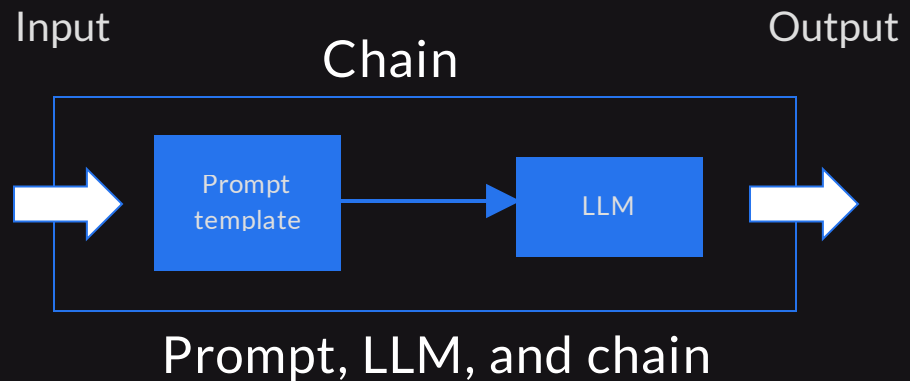 Input
Output
Chain
Prompt
template
LLM
Prompt, LLM, and chain